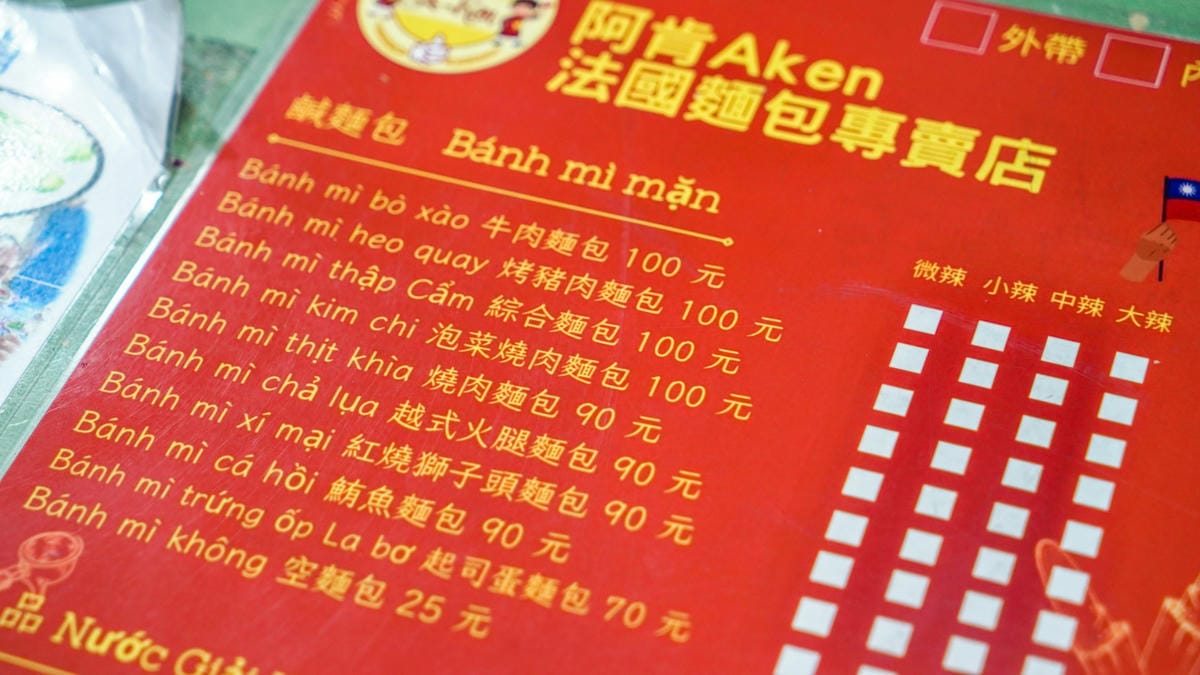 阿肯Aken
法國麵包專賣店
外帶
鹹麵包 Bánh mì mặn
微辣 小辣 中辣 大辣
Bánh mì bò xào 牛肉麵包 100 元
Bánh mì heo quay 烤豬肉麵包 100 元
Bánh mì thập Cẩm 綜合麵包 100 元
Bánh mì kim chi 泡菜燒肉麵包 100 元
Bánh mì thịt khìa 燒肉麵包 90 元
Bánh mì chả lụa 越式火腿麵包 90 元
Bánh mì xí mại 紅燒獅子頭麵包 90 元
Bánh mì cá hồi 鮪魚麵包 90 元
Bánh mì trứng ốp La bơ 起司蛋麵包 70 元
Bánh mì không 空麵包 25 元
品 Nước Giải